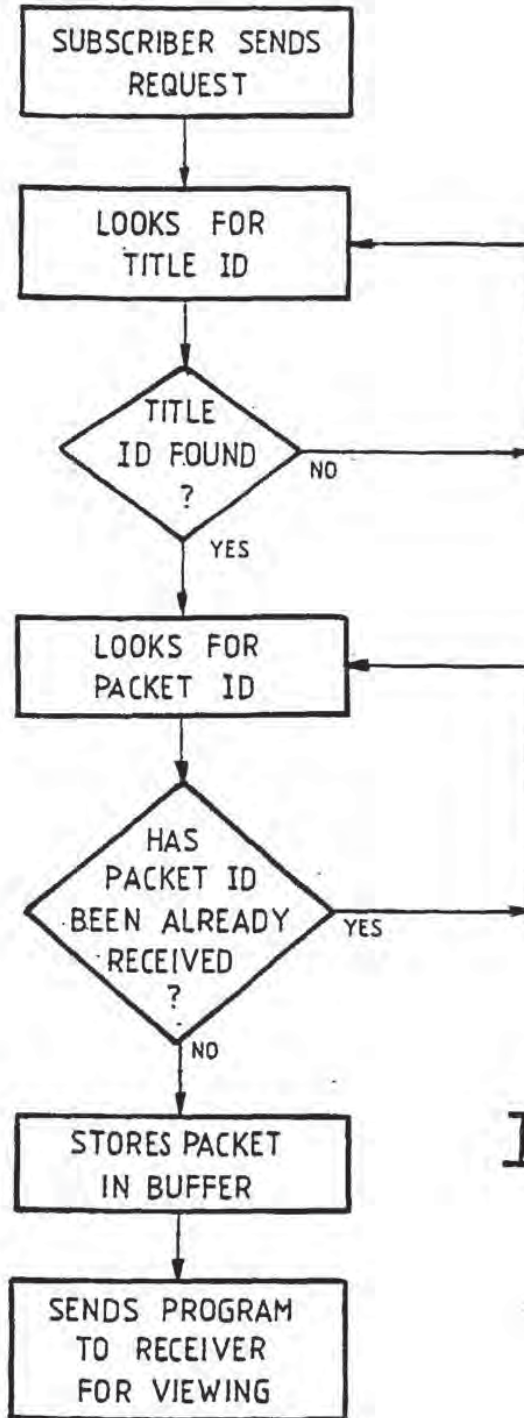 SUBSCRIBER SENDS
REQUEST
LOOKS FOR
TITLE ID
TITLE
ID FOUND
?
NO
YES
LOOKS FOR
PACKET ID
HAS
PACKET ID
BEEN ALREADY
RECEIVED
?
YES
NO
STORES PACKET
IN BUFFER
SENDS PROGRAM
TO RECEIVER
FOR VIEWING